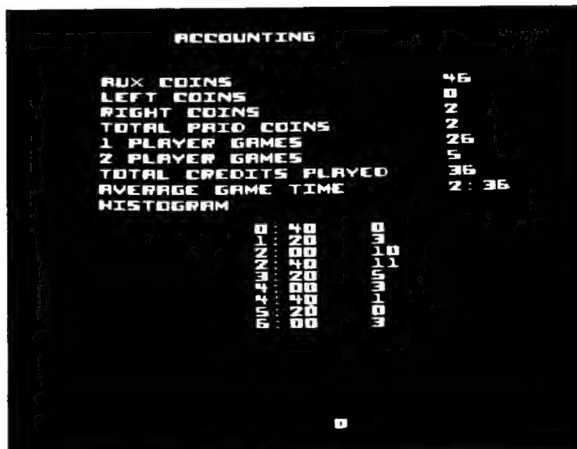 ACCOUNTING
AUX COINS 46
LEFT COINS 0
RIGHT COINS 2
TOTAL PAID COINS 2
1 PLAYER GAMES 26
2 PLAYER GAMES 5
TOTAL CREDITS PLAYED 36
AVERAGE GAME TIME 2:36
HISTOGRAM
0:40 0
1:20 3
2:00 10
2:40 11
3:20 5
4:00 3
4:40 1
5:20 0
6:00 3
0